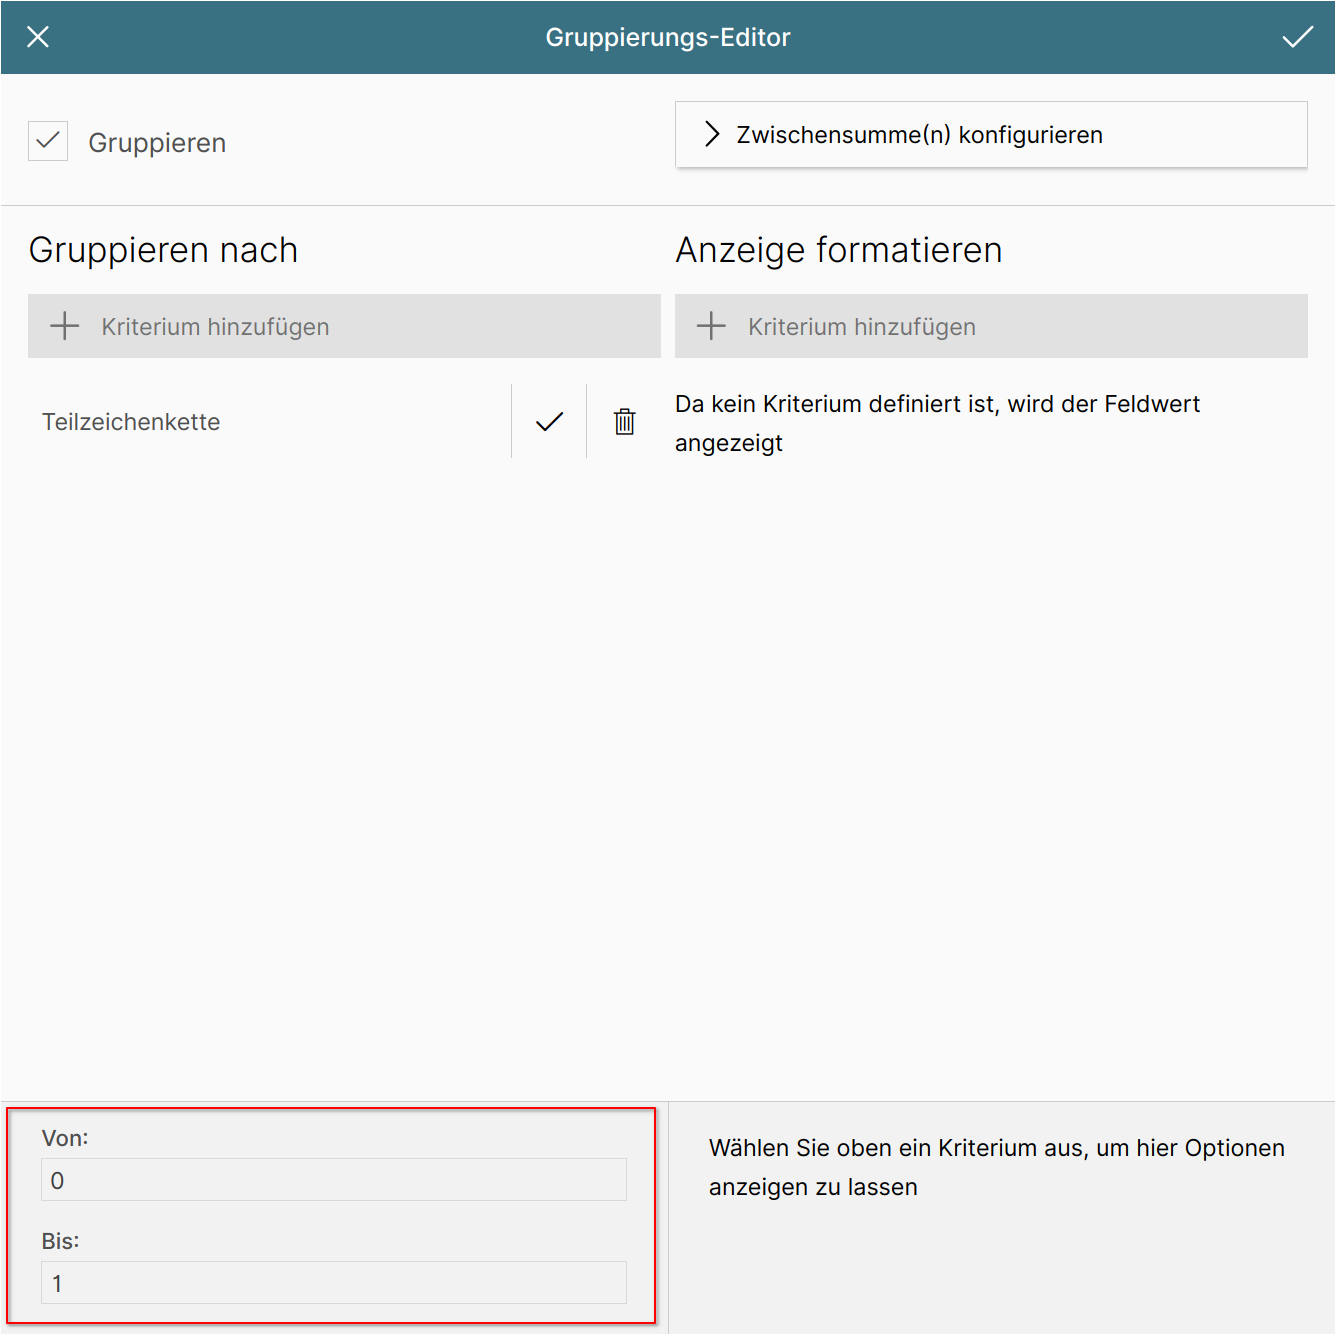 Gruppierungs-Editor
Gruppieren
Zwischensumme(n) konfigurieren
Gruppieren nach
Anzeige formatieren
Kriterium hinzufügen
Kriterium hinzufügen
Teilzeichenkette
Da kein Kriterium definiert ist, wird der Feldwert
angezeigt
Von:
0
Bis:
1
Wählen Sie oben ein Kriterium aus, um hier Optionen
anzeigen zu lassen